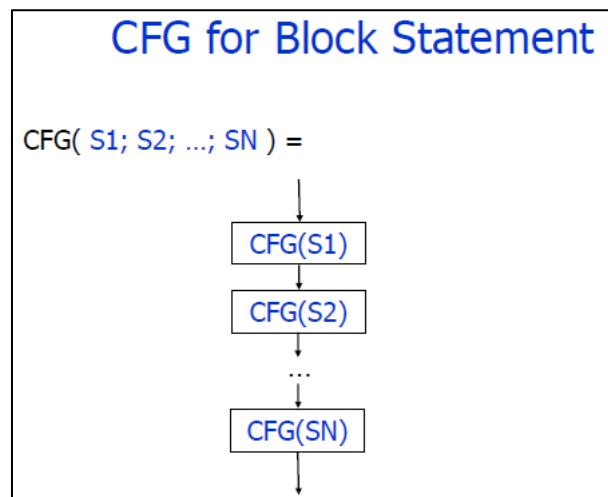 CFG for Block Statement
CFG( S1; S2; ...; SN ) =
CFG(S1)
CFG(S2)
...
CFG(SN)